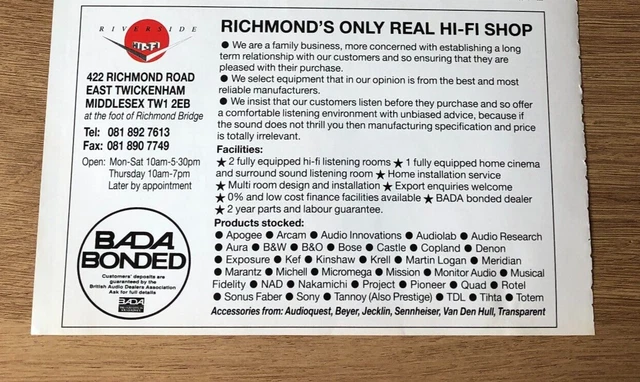 RIVERSIDE
HI-FI
422 RICHMOND ROAD
EAST TWICKENHAM
MIDDLESEX TW1 2EB
at the foot of Richmond Bridge
Tel: 081 892 7613
Fax: 081 890 7749
Open: Mon-Sat 10am-5·30pm
Thursday 10am-7pm
Later by appointment
BADA
BONDED
Customers' deposits are
guaranteed by the
British Audio Dealers Association
Ask for full details
BADA
RICHMOND'S ONLY REAL HI-FI SHOP
● We are a family business, more concerned with establishing a long
term relationship with our customers and so ensuring that they are
pleased with their purchase.
● We select equipment that in our opinion is from the best and most
reliable manufacturers.
● We insist that our customers listen before they purchase and so offer
a comfortable listening environment with unbiased advice, because if
the sound does not thrill you then manufacturing specification and price
is totally irrelevant.
Facilities:
★ 2 fully equipped hi-fi listening rooms ★ 1 fully equipped home cinema
and surround sound listening room ★ Home installation service
★ Multi room design and installation ★ Export enquiries welcome
★ 0% and low cost finance facilities available ★ BADA bonded dealer
★ 2 year parts and labour guarantee.
Products stocked:
● Apogee ● Arcam ● Audio Innovations ● Audiolab ● Audio Research
● Aura ● B&W ● B&O ● Bose ● Castle ● Copland ● Denon
● Exposure ● Kef ● Kinshaw ● Krell ● Martin Logan ● Meridian
● Marantz ● Michell ● Micromega ● Mission ● Monitor Audio ● Musical
Fidelity ● NAD ● Nakamichi ● Project ● Pioneer ● Quad ● Rotel
● Sonus Faber ● Sony ● Tannoy (Also Prestige) ● TDL ● Tinta ● Totem
Accessories from: Audioquest, Beyer, Jecklin, Sennheiser, Van Den Hull, Transparent